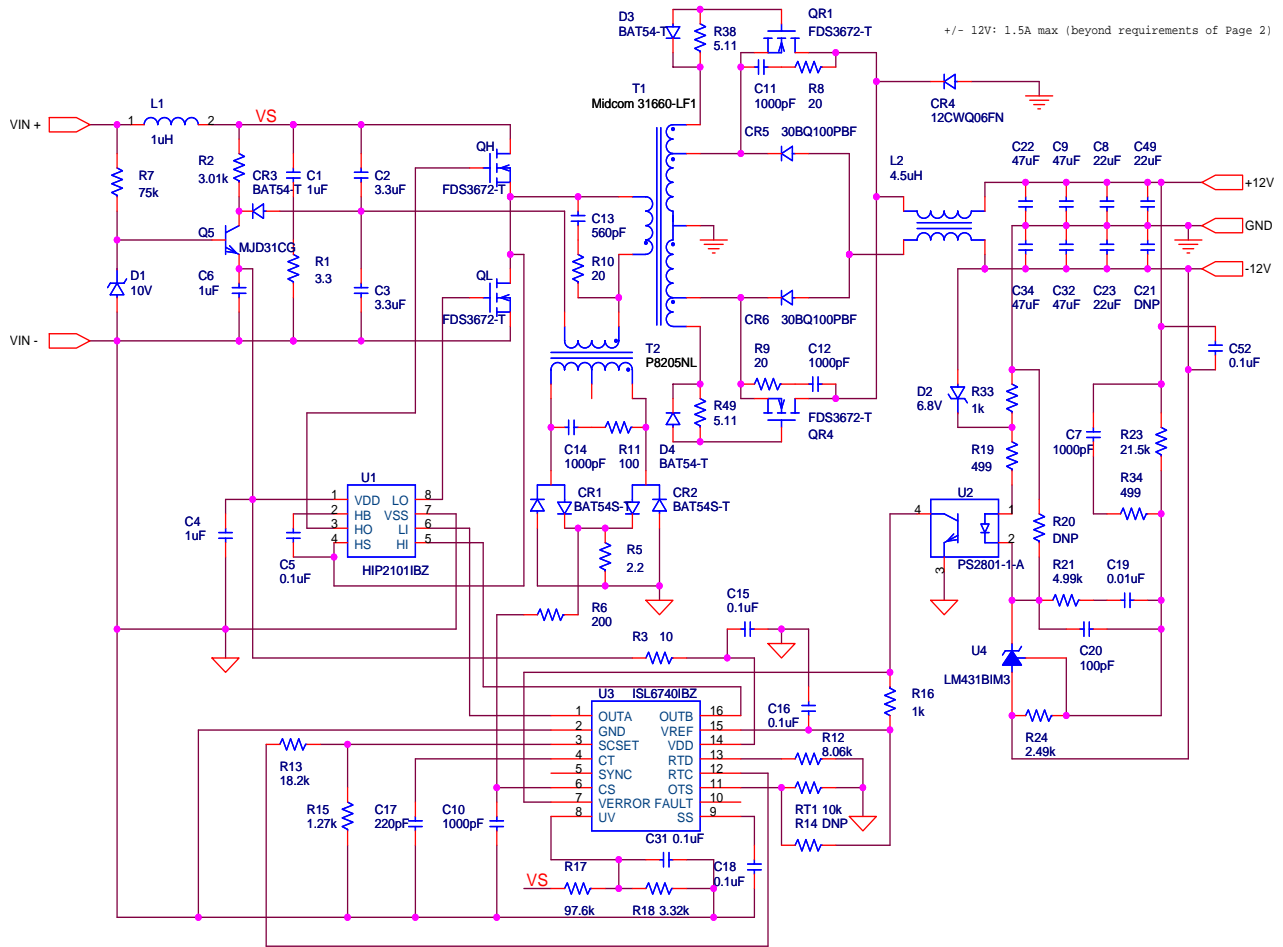 +/- 12V: 1.5A max (beyond requirements of Page 2)
D3
BAT54-T
R38
5.11
QR1
FDS3672-T
C11
1000pF
R8
20
CR4
12CWQ06FN
T1
Midcom 31660-LF1
CR5
30BQ100PBF
VIN +
L1
1
2
1uH
VS
R7
75k
R2
3.01k
CR3
BAT54-T
C1
1uF
C2
3.3uF
QH
FDS3672-T
L2
4.5uH
C22
47uF
C9
47uF
C8
22uF
C49
22uF
+12V
GND
-12V
Q5
MJD31CG
C13
560pF
R10
20
D1
10V
C6
1uF
R1
3.3
C3
3.3uF
QL
FDS3672-T
C34
47uF
C32
47uF
C23
22uF
C21
DNP
VIN -
CR6
30BQ100PBF
T2
P8205NL
R9
20
C12
1000pF
C52
0.1uF
R49
5.11
FDS3672-T
QR4
D2
6.8V
R33
1k
C7
1000pF
R23
21.5k
C14
1000pF
R11
100
D4
BAT54-T
R19
499
R34
499
U1
1
2
3
4
VDD
HB
HO
HS
LO
VSS
LI
HI
8
7
6
5
HIP2101IBZ
C4
1uF
C5
0.1uF
CR1
BAT54S-T
CR2
BAT54S-T
R5
2.2
U2
4
1
2
3
PS2801-1-A
R20
DNP
R21
4.99k
C19
0.01uF
R6
200
C15
0.1uF
R3 10
C20
100pF
U4
LM431BIM3
U3 ISL6740IBZ
1
2
3
4
5
6
7
8
OUTA
GND
SCSET
CT
SYNC
CS
VERROR
UV
OUTB
VREF
VDD
RTD
RTC
OTS
FAULT
SS
16
15
14
13
12
11
10
9
C16
0.1uF
R16
1k
R24
2.49k
R12
8.06k
R13
18.2k
R15
1.27k
C17
220pF
C10
1000pF
RT1 10k
R14 DNP
C31 0.1uF
C18
0.1uF
VS
R17
97.6k
R18 3.32k